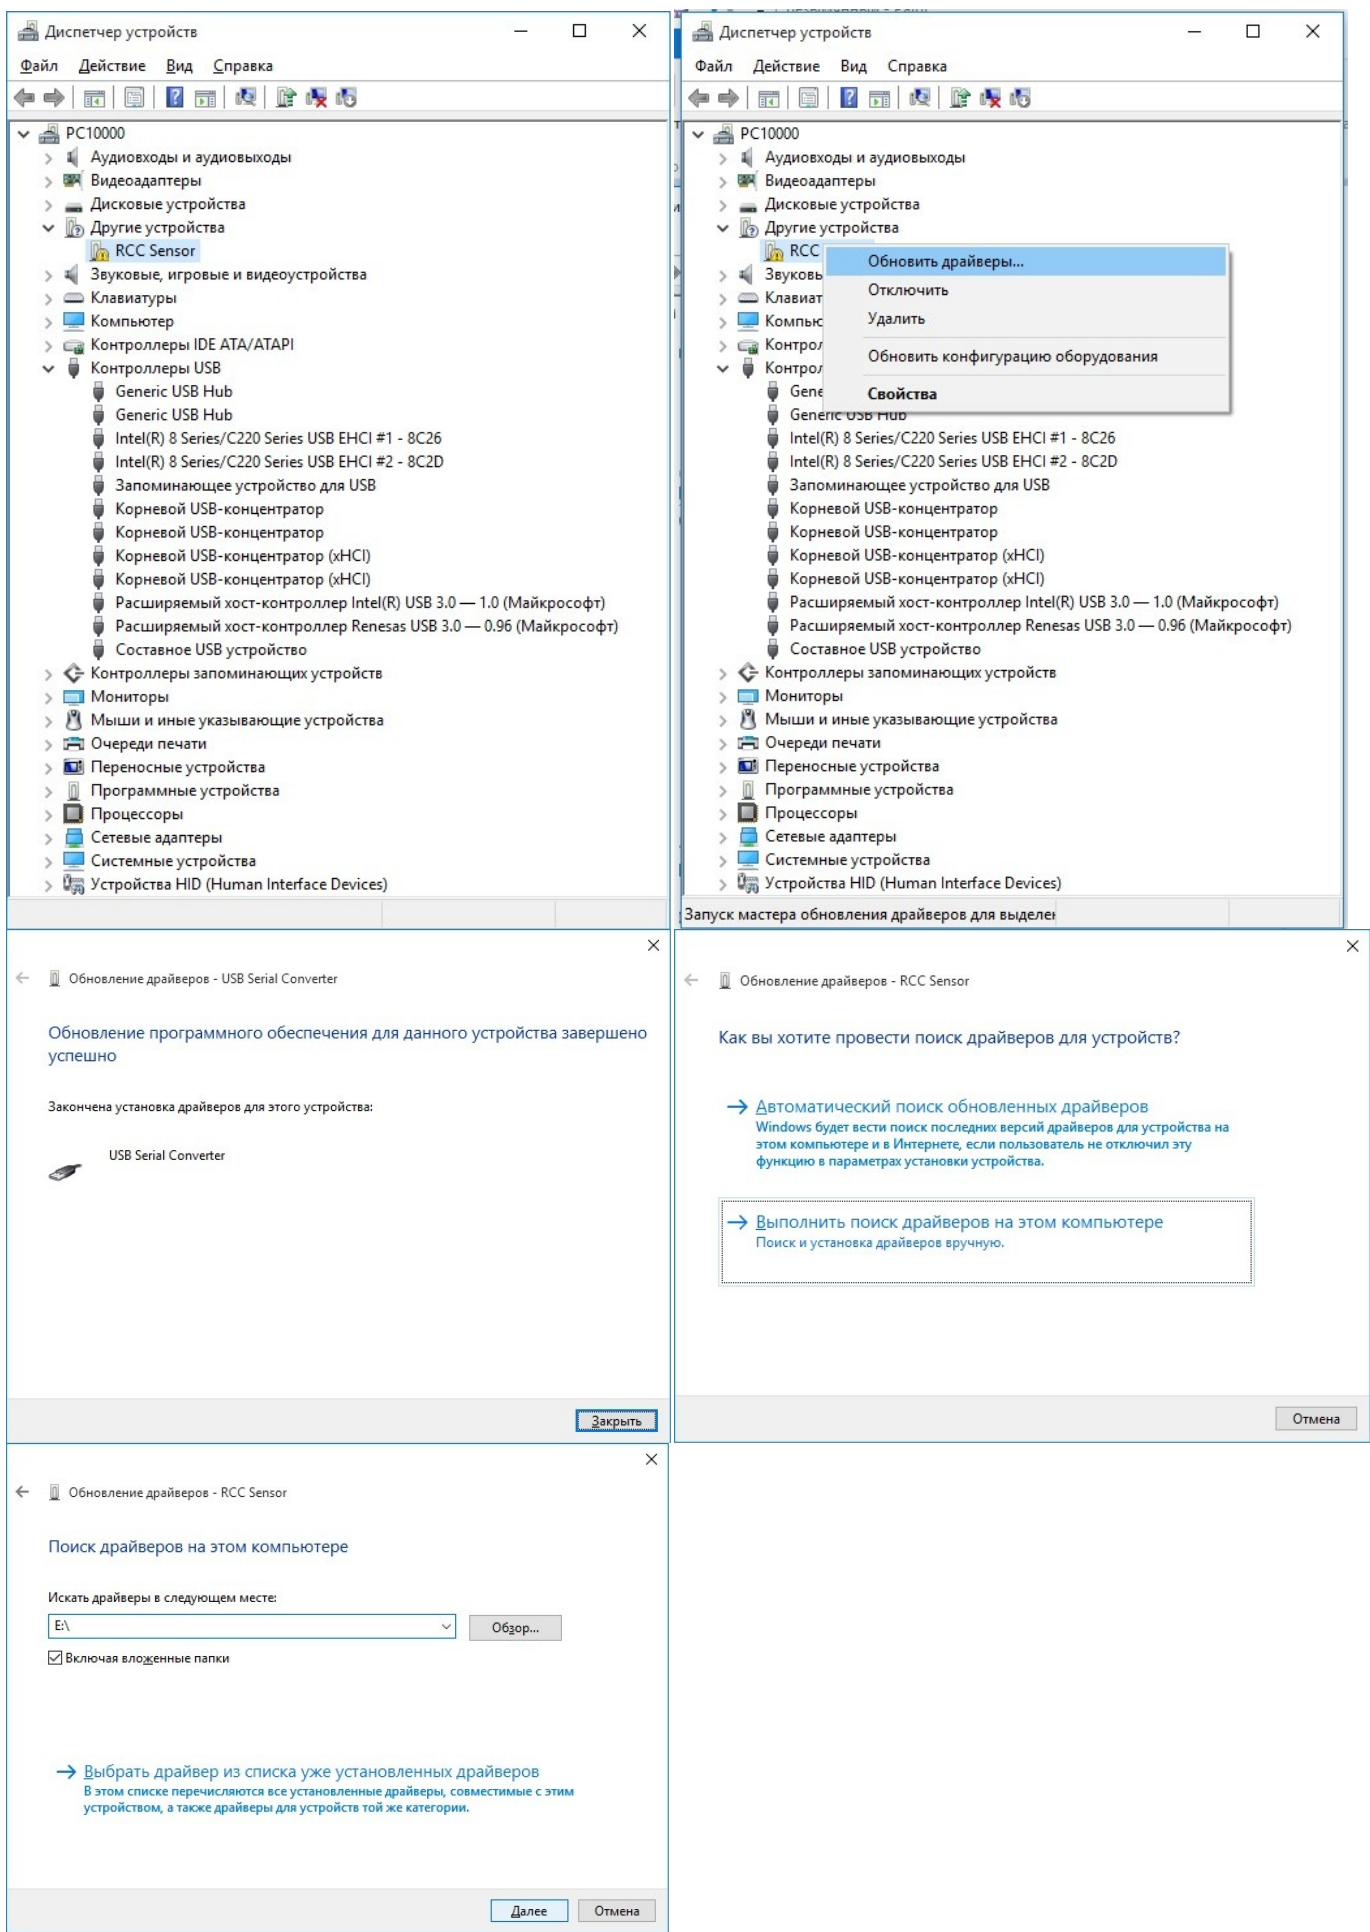 Диспетчер устройств
Файл Действие Вид Справка
PC10000
Аудиовходы и аудиовыходы
Видеоадаптеры
Дисковые устройства
Другие устройства
RCC Sensor
Звуковые, игровые и видеоустройства
Клавиатуры
Компьютер
Контроллеры IDE ATA/ATAPI
Контроллеры USB
Generic USB Hub
Generic USB Hub
Intel(R) 8 Series/C220 Series USB EHCI #1 - 8C26
Intel(R) 8 Series/C220 Series USB EHCI #2 - 8C2D
Запоминающее устройство для USB
Корневой USB-концентратор
Корневой USB-концентратор
Корневой USB-концентратор (xHCI)
Корневой USB-концентратор (xHCI)
Расширяемый хост-контроллер Intel(R) USB 3.0 — 1.0 (Майкрософт)
Расширяемый хост-контроллер Renesas USB 3.0 — 0.96 (Майкрософт)
Составное USB устройство
Контроллеры запоминающих устройств
Мониторы
Мыши и иные указывающие устройства
Очереди печати
Переносные устройства
Программные устройства
Процессоры
Сетевые адаптеры
Системные устройства
Устройства HID (Human Interface Devices)
Диспетчер устройств
Файл Действие Вид Справка
PC10000
Аудиовходы и аудиовыходы
Видеоадаптеры
Дисковые устройства
Другие устройства
RCC
Обновить драйверы...
Звуковы
Клавиат
Отключить
Компьк
Удалить
Контрол
Обновить конфигурацию оборудования
Контрол
Gene
Свойства
Generic USB Hub
Intel(R) 8 Series/C220 Series USB EHCI #1 - 8C26
Intel(R) 8 Series/C220 Series USB EHCI #2 - 8C2D
Запоминающее устройство для USB
Корневой USB-концентратор
Корневой USB-концентратор
Корневой USB-концентратор (xHCI)
Корневой USB-концентратор (xHCI)
Расширяемый хост-контроллер Intel(R) USB 3.0 — 1.0 (Майкрософт)
Расширяемый хост-контроллер Renesas USB 3.0 — 0.96 (Майкрософт)
Составное USB устройство
Контроллеры запоминающих устройств
Мониторы
Мыши и иные указывающие устройства
Очереди печати
Переносные устройства
Программные устройства
Процессоры
Сетевые адаптеры
Системные устройства
Устройства HID (Human Interface Devices)
Запуск мастера обновления драйверов для выделен
Обновление драйверов - USB Serial Converter
Обновление программного обеспечения для данного устройства завершено
успешно
Закончена установка драйверов для этого устройства:
USB Serial Converter
Закрыть
Обновление драйверов - RCC Sensor
Как вы хотите провести поиск драйверов для устройств?
Автоматический поиск обновленных драйверов
Windows будет вести поиск последних версий драйверов для устройства на
этом компьютере и в Интернете, если пользователь не отключил эту
функцию в параметрах установки устройства.
Выполнить поиск драйверов на этом компьютере
Поиск и установка драйверов вручную.
Отмена
Обновление драйверов - RCC Sensor
Поиск драйверов на этом компьютере
Искать драйверы в следующем месте:
E:\
Обзор...
Включая вложенные папки
Выбрать драйвер из списка уже установленных драйверов
В этом списке перечисляются все установленные драйверы, совместимые с этим
устройством, а также драйверы для устройств той же категории.
Далее Отмена